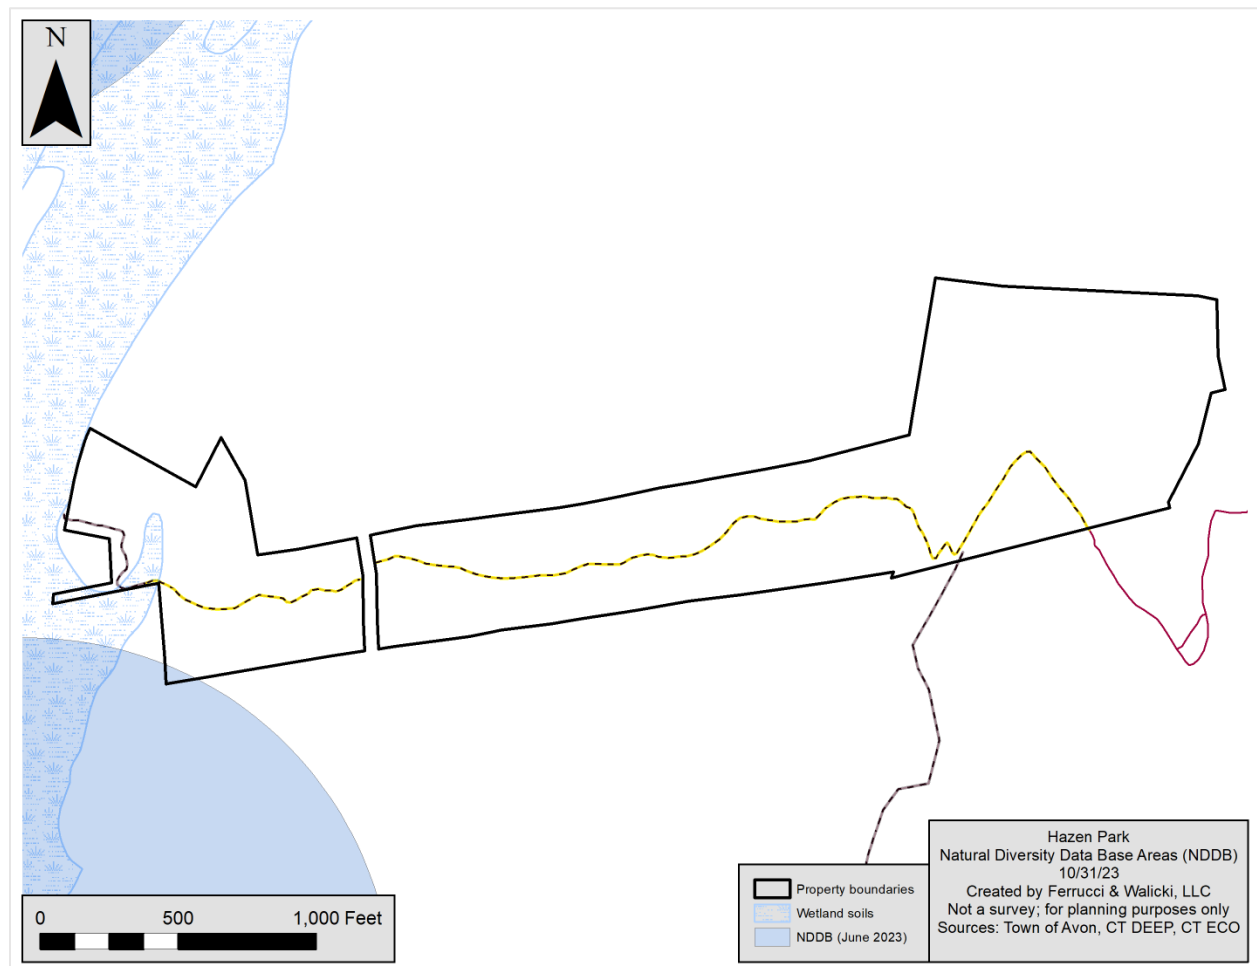 N
0 500 1,000 Feet
Property boundaries
Wetland soils
NDDB (June 2023)
Hazen Park
Natural Diversity Data Base Areas (NDDB)
10/31/23
Created by Ferrucci & Walicki, LLC
Not a survey; for planning purposes only
Sources: Town of Avon, CT DEEP, CT ECO